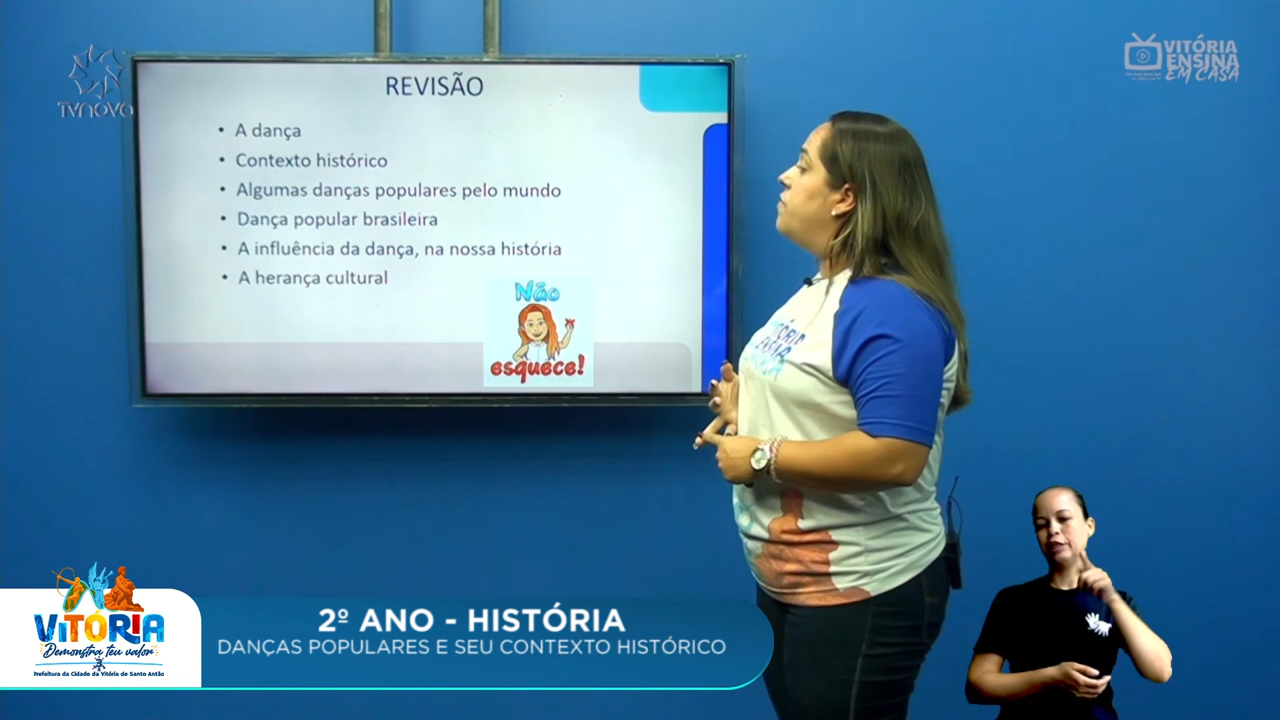 TVNOVO
VITÓRIA
ENSINA
EM CASA
REVISÃO
• A dança
• Contexto histórico
• Algumas danças populares pelo mundo
• Dança popular brasileira
• A influência da dança, na nossa história
• A herança cultural
Não
esquece!
2º ANO - HISTÓRIA
DANÇAS POPULARES E SEU CONTEXTO HISTÓRICO
VITÓRIA
Demonstra teu valor
Prefeitura da Cidade da Vitória de Santo Antão